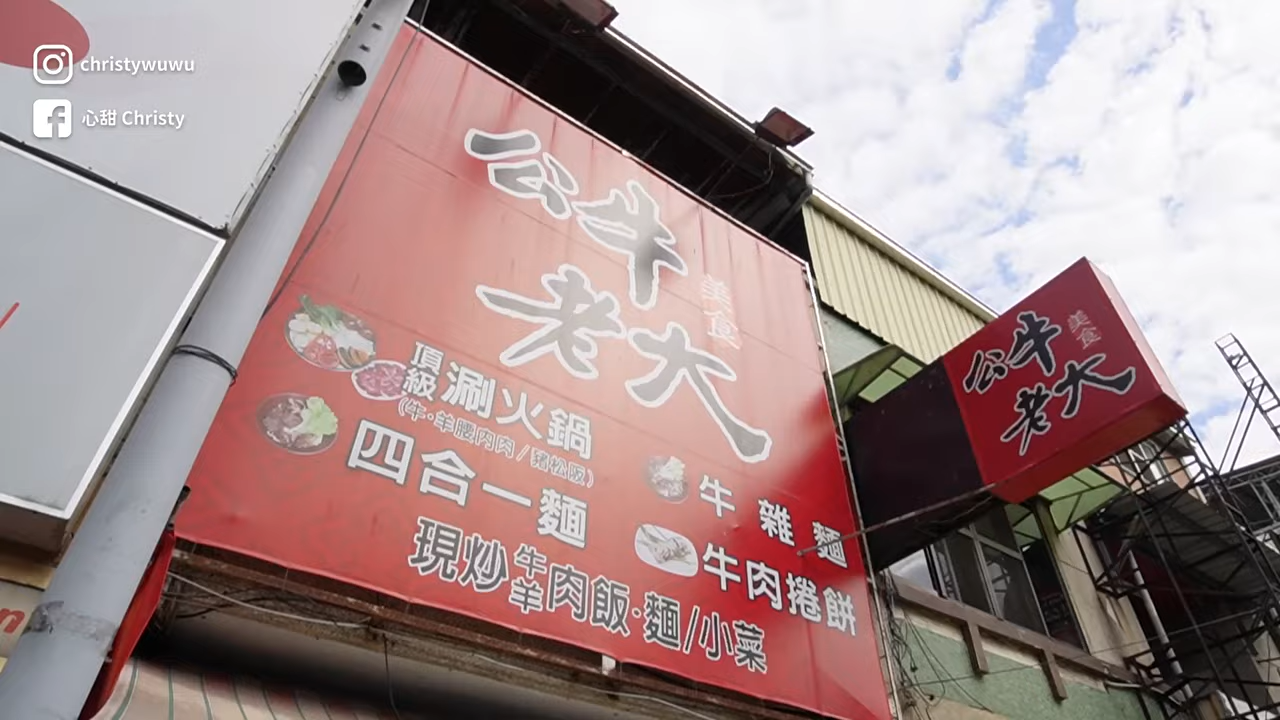 christywuwu
心甜 Christy
公牛
老大
美食
頂級涮火鍋
(牛·羊腰內肉/豬松阪)
四合一麵
牛雜麵
牛肉捲餅
現炒牛羊肉飯·麵/小菜
公牛
老大
美食